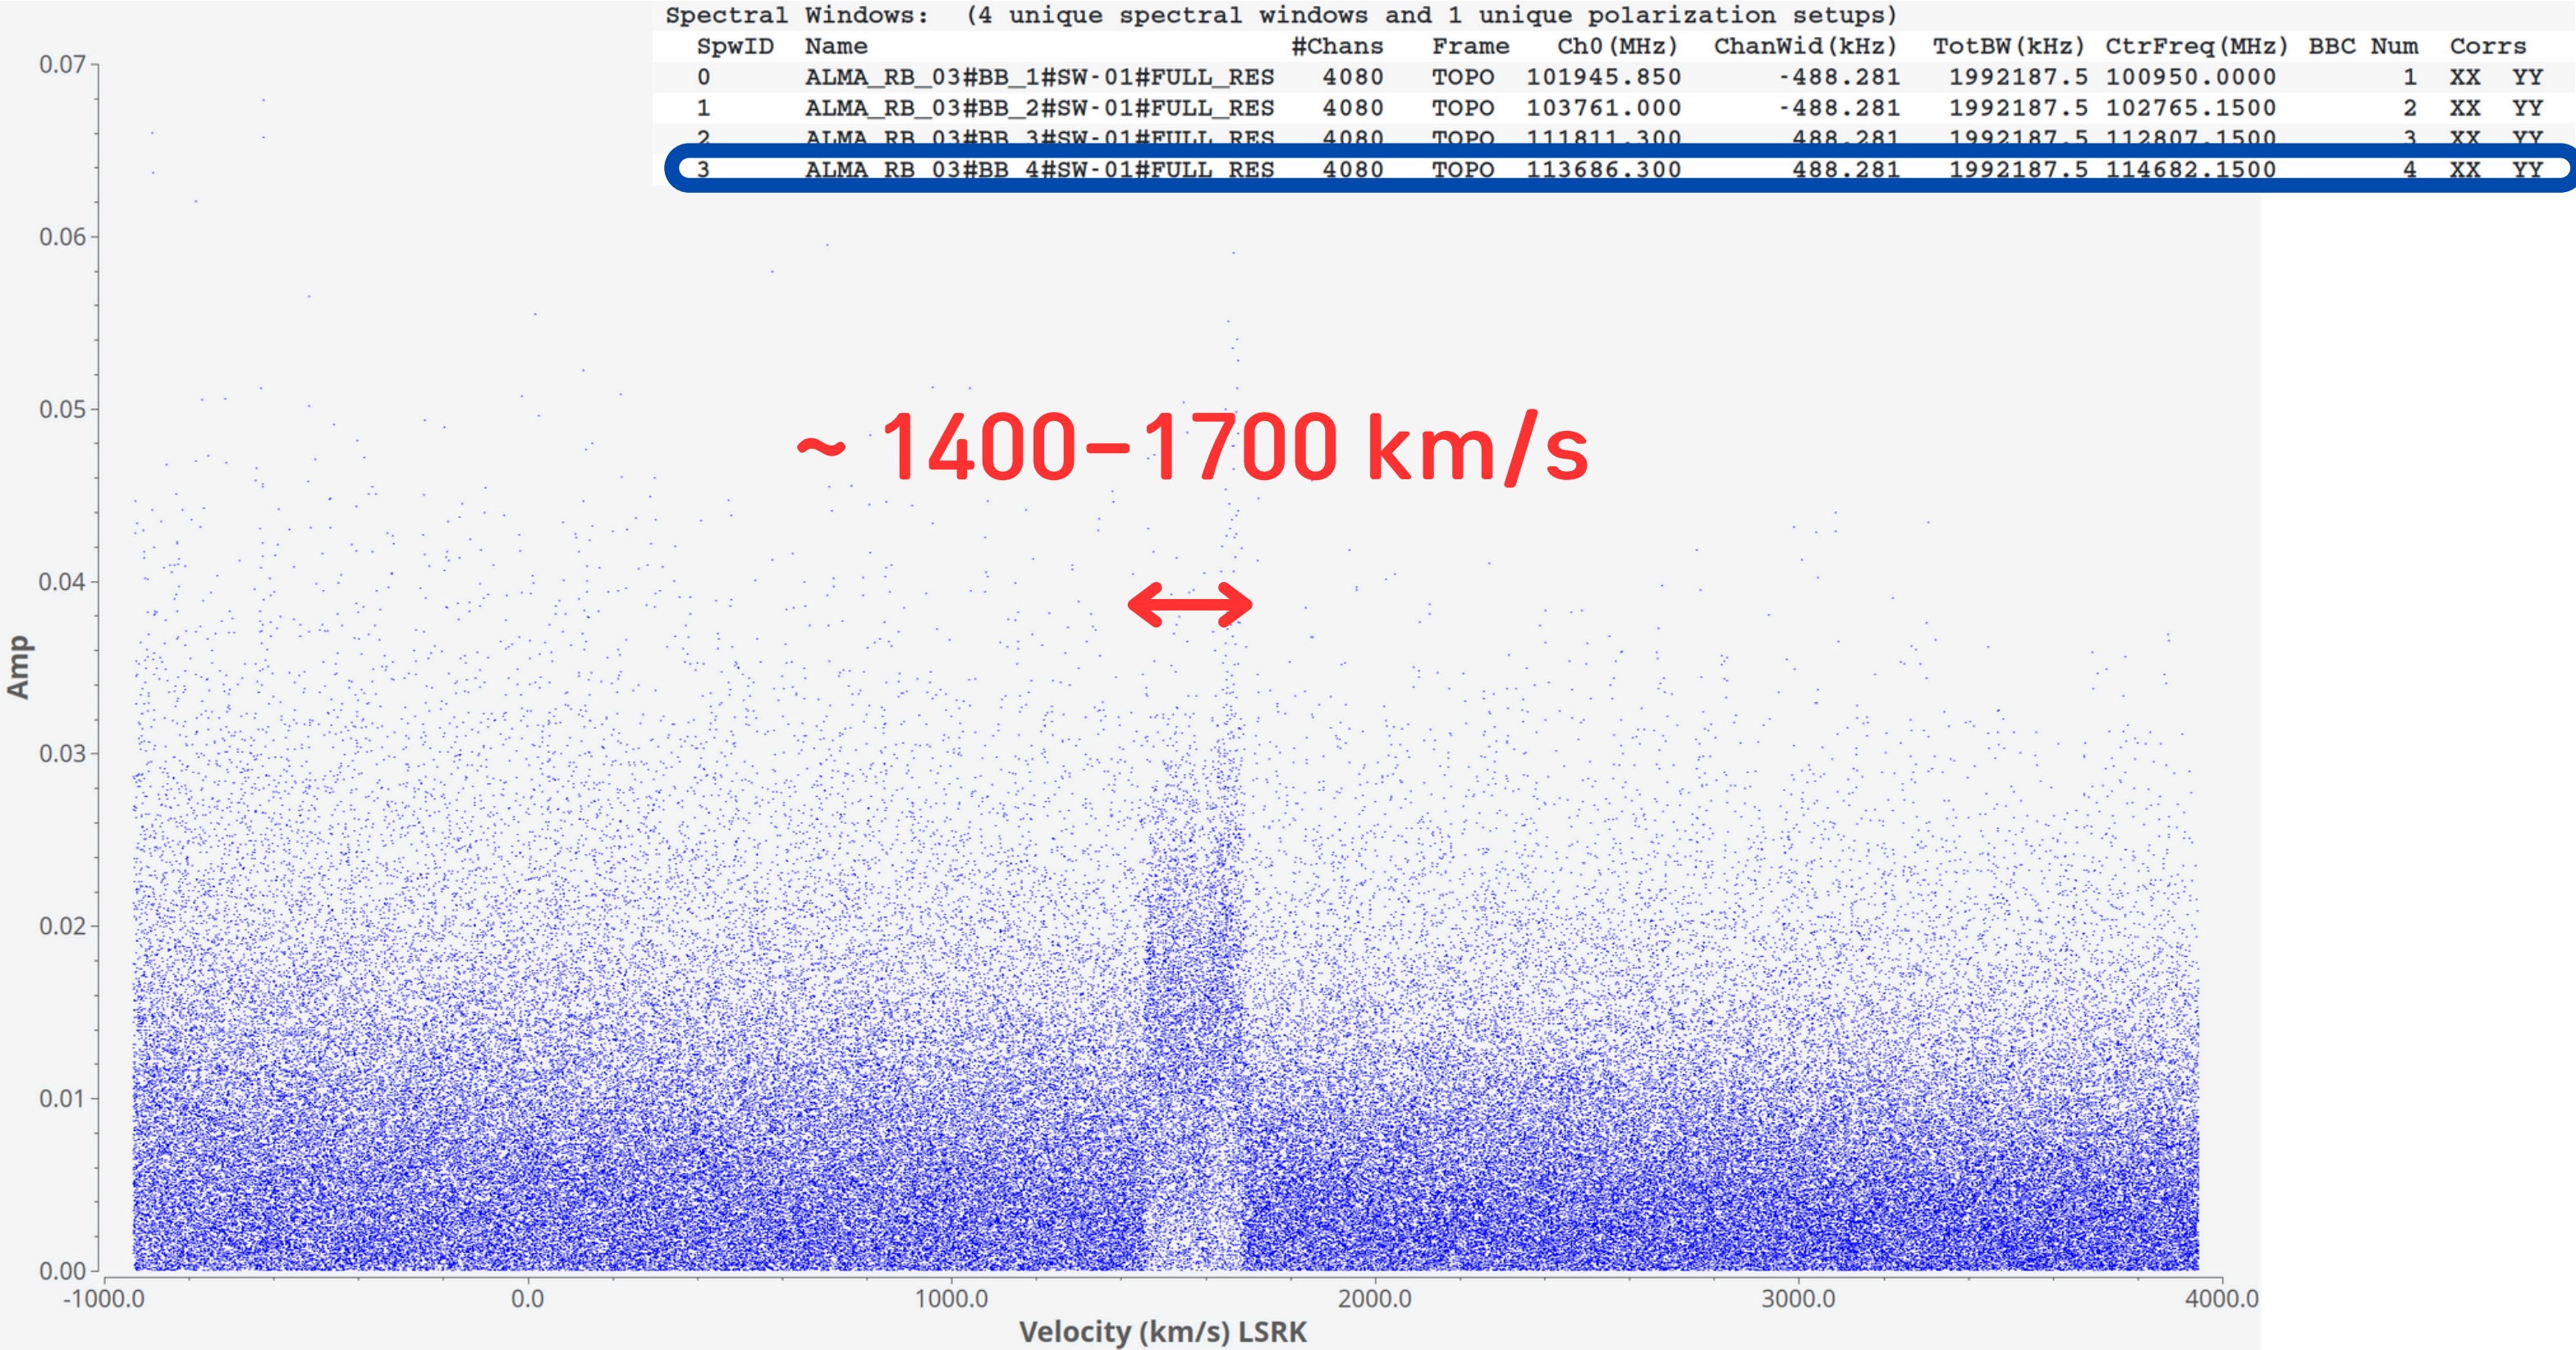 Spectral Windows: (4 unique spectral windows and 1 unique polarization setups)
SpwID Name #Chans Frame Ch0(MHz) ChanWid(kHz) TotBW(kHz) CtrFreq(MHz) BBC Num Corrs
0 ALMA_RB_03#BB_1#SW-01#FULL_RES 4080 TOPO 101945.850 -488.281 1992187.5 100950.0000 1 XX YY
1 ALMA_RB_03#BB_2#SW-01#FULL_RES 4080 TOPO 103761.000 -488.281 1992187.5 102765.1500 2 XX YY
2 ALMA_RB_03#BB_3#SW-01#FULL_RES 4080 TOPO 111811.300 488.281 1992187.5 112807.1500 3 XX YY
3 ALMA_RB_03#BB_4#SW-01#FULL_RES 4080 TOPO 113686.300 488.281 1992187.5 114682.1500 4 XX YY
0.07
0.06
0.05
~ 1400–1700 km/s
0.04
Amp
0.03
0.02
0.01
0.00
-1000.0 0.0 1000.0 2000.0 3000.0 4000.0
Velocity (km/s) LSRK